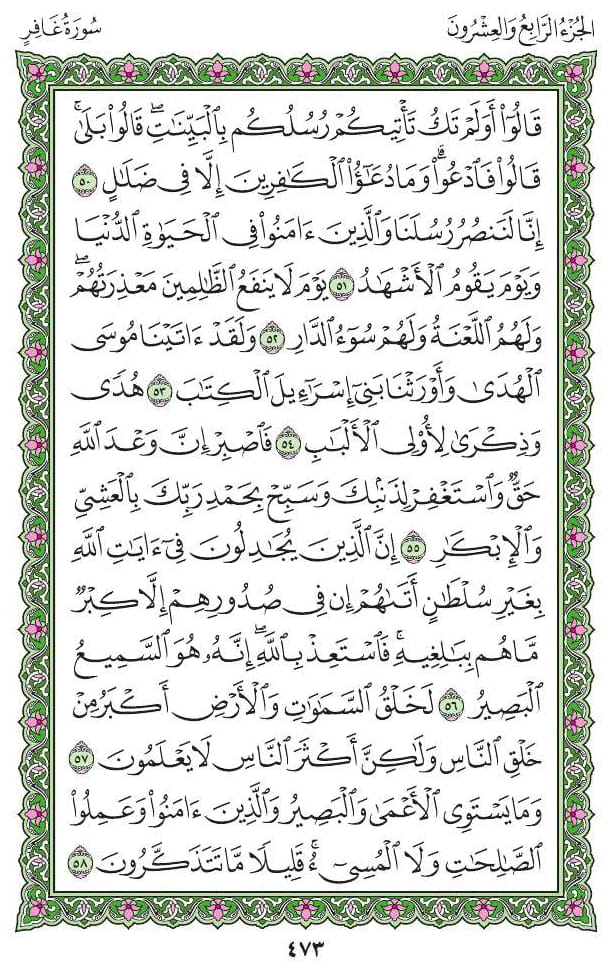 الجُزْءُ الرَّابِعُ وَالعِشْرُونَ
سُورَةُ غَافِرٍ
قَالُوٓا۟ أَوَلَمْ تَكُ تَأْتِيكُمْ رُسُلُكُم بِٱلْبَيِّنَٰتِ ۖ قَالُوا۟ بَلَىٰ ۚ
قَالُوا۟ فَٱدْعُوا۟ ۗ وَمَا دُعَٰٓؤُا۟ ٱلْكَٰفِرِينَ إِلَّا فِى ضَلَٰلٍ ٥٠
إِنَّا لَنَنصُرُ رُسُلَنَا وَٱلَّذِينَ ءَامَنُوا۟ فِى ٱلْحَيَوٰةِ ٱلدُّنْيَا
وَيَوْمَ يَقُومُ ٱلْأَشْهَٰدُ ٥١ يَوْمَ لَا يَنفَعُ ٱلظَّٰلِمِينَ مَعْذِرَتُهُمْ ۖ
وَلَهُمُ ٱللَّعْنَةُ وَلَهُمْ سُوٓءُ ٱلدَّارِ ٥٢ وَلَقَدْ ءَاتَيْنَا مُوسَى
ٱلْهُدَىٰ وَأَوْرَثْنَا بَنِىٓ إِسْرَٰٓءِيلَ ٱلْكِتَٰبَ ٥٣ هُدًى
وَذِكْرَىٰ لِأُو۟لِى ٱلْأَلْبَٰبِ ٥٤ فَٱصْبِرْ إِنَّ وَعْدَ ٱللَّهِ
حَقٌّ وَٱسْتَغْفِرْ لِذَنۢبِكَ وَسَبِّحْ بِحَمْدِ رَبِّكَ بِٱلْعَشِىِّ
وَٱلْإِبْكَٰرِ ٥٥ إِنَّ ٱلَّذِينَ يُجَٰدِلُونَ فِىٓ ءَايَٰتِ ٱللَّهِ
بِغَيْرِ سُلْطَٰنٍ أَتَىٰهُمْ إِن فِى صُدُورِهِمْ إِلَّا كِبْرٌ
مَّا هُم بِبَٰلِغِيهِ ۚ فَٱسْتَعِذْ بِٱللَّهِ ۖ إِنَّهُۥ هُوَ ٱلسَّمِيعُ
ٱلْبَصِيرُ ٥٦ لَخَلْقُ ٱلسَّمَٰوَٰتِ وَٱلْأَرْضِ أَكْبَرُ مِنْ
خَلْقِ ٱلنَّاسِ وَلَٰكِنَّ أَكْثَرَ ٱلنَّاسِ لَا يَعْلَمُونَ ٥٧
وَمَا يَسْتَوِى ٱلْأَعْمَىٰ وَٱلْبَصِيرُ وَٱلَّذِينَ ءَامَنُوا۟ وَعَمِلُوا۟
ٱلصَّٰلِحَٰتِ وَلَا ٱلْمُسِىٓءُ ۚ قَلِيلًا مَّا تَتَذَكَّرُونَ ٥٨
٤٧٣